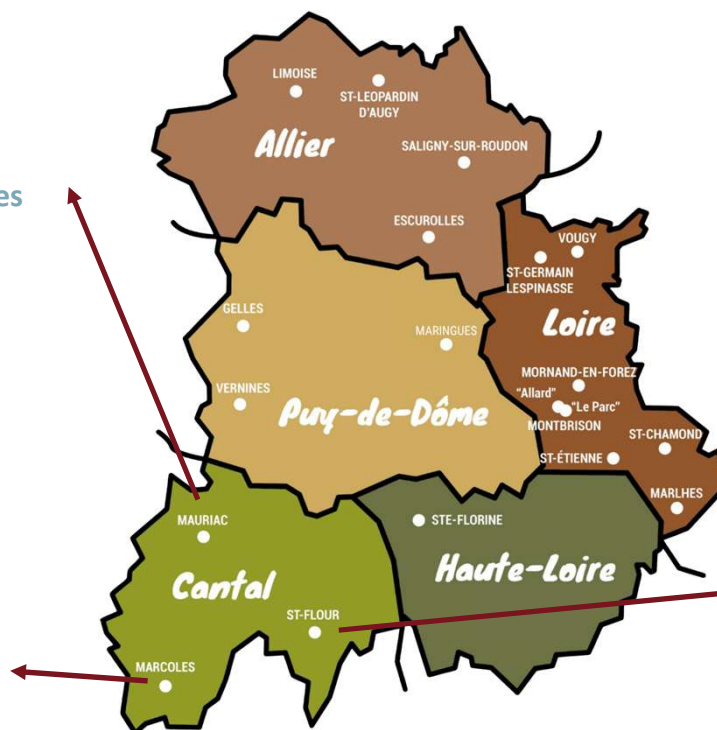 LIMOISE
ST-LEOPARDIN
D'AUGY
Allier
SALIGNY-SUR-ROUDON
es
ESCUROLLES
VOUGY
ST-GERMAIN
LESPINASSE
GELLES
Loire
MARINGUES
MORNAND-EN-FOREZ
"Allard"
"Le Parc"
VERNINES
Puy-de-Dôme
MONTBRISON
ST-CHAMOND
ST-ÉTIENNE
MARLHES
MAURIAC
STE-FLORINE
Cantal
Haute-Loire
ST-FLOUR
MARCOLES